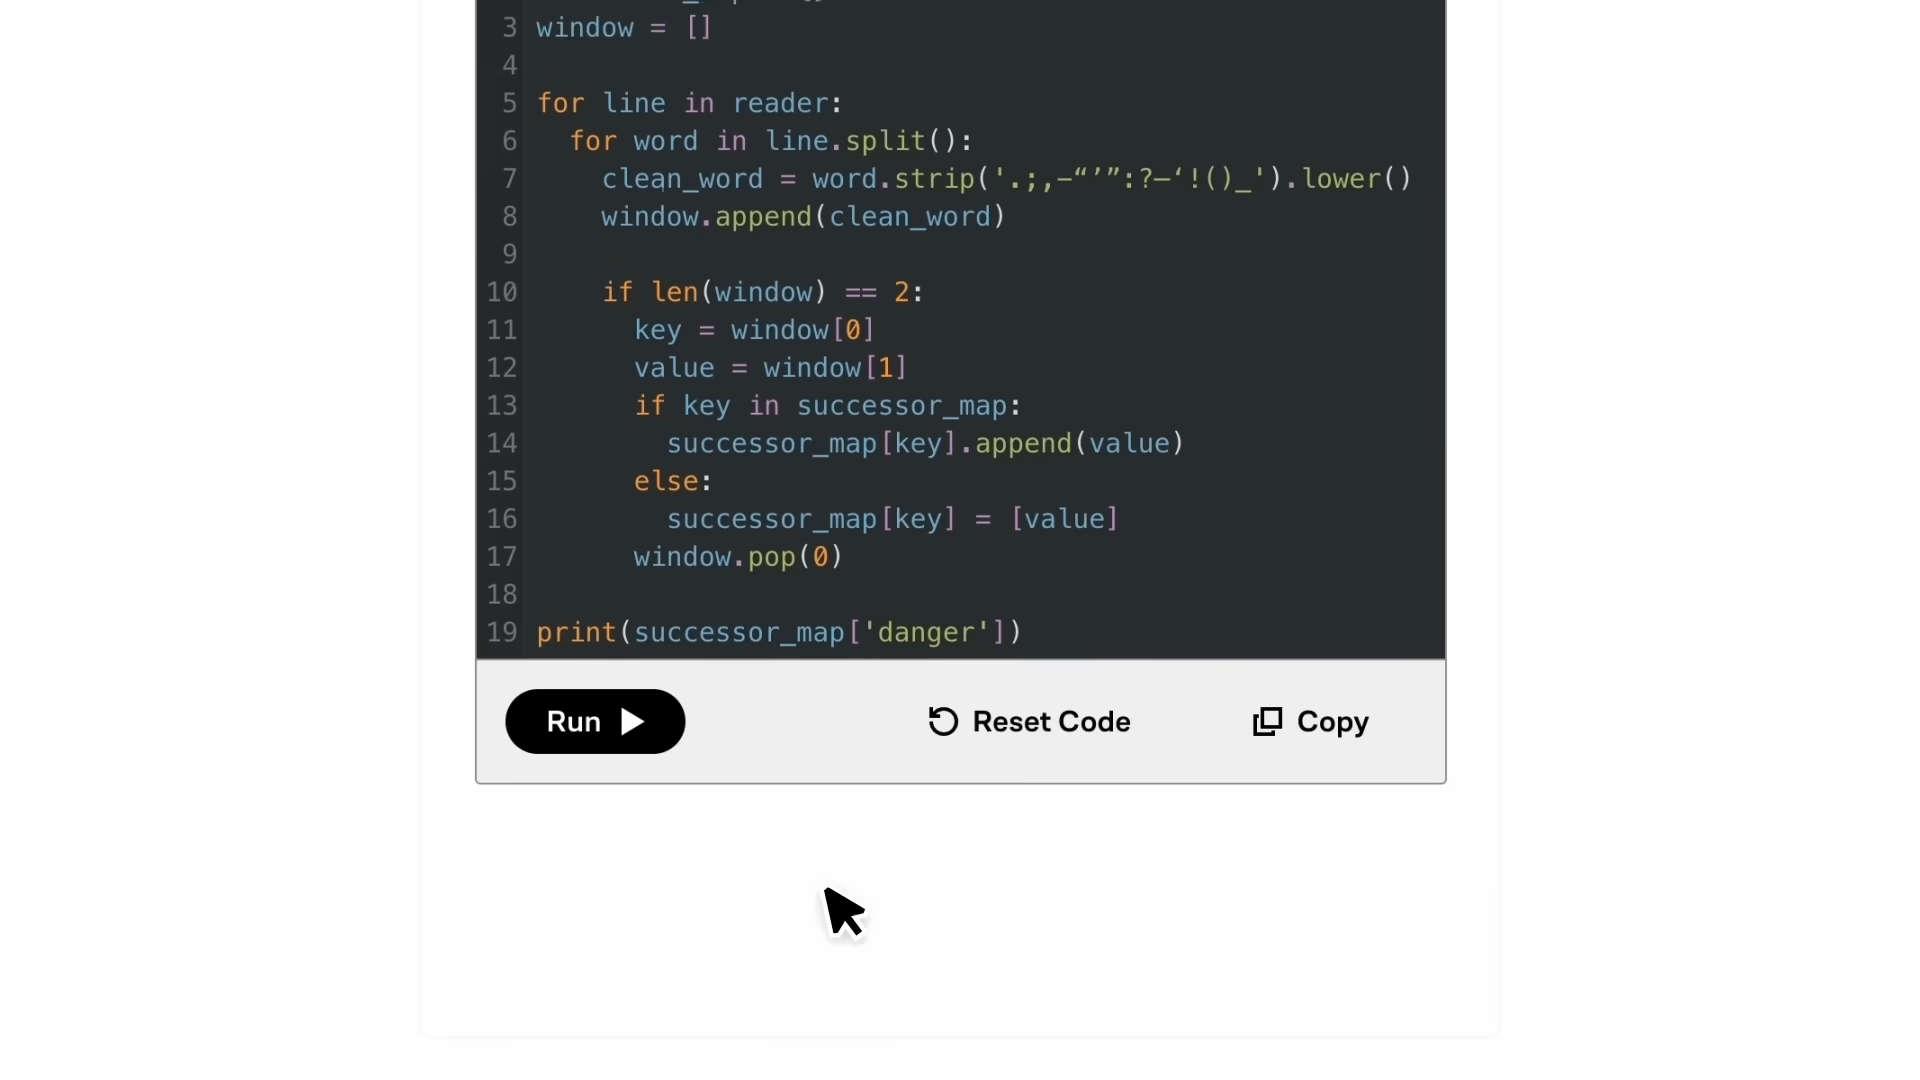 3 window = []
4
5 for line in reader:
6   for word in line.split():
7     clean_word = word.strip('.;,—“’”:?—‘!()_').lower()
8     window.append(clean_word)
9
10     if len(window) == 2:
11       key = window[0]
12       value = window[1]
13       if key in successor_map:
14         successor_map[key].append(value)
15       else:
16         successor_map[key] = [value]
17       window.pop(0)
18
19 print(successor_map['danger'])
Run Reset Code Copy